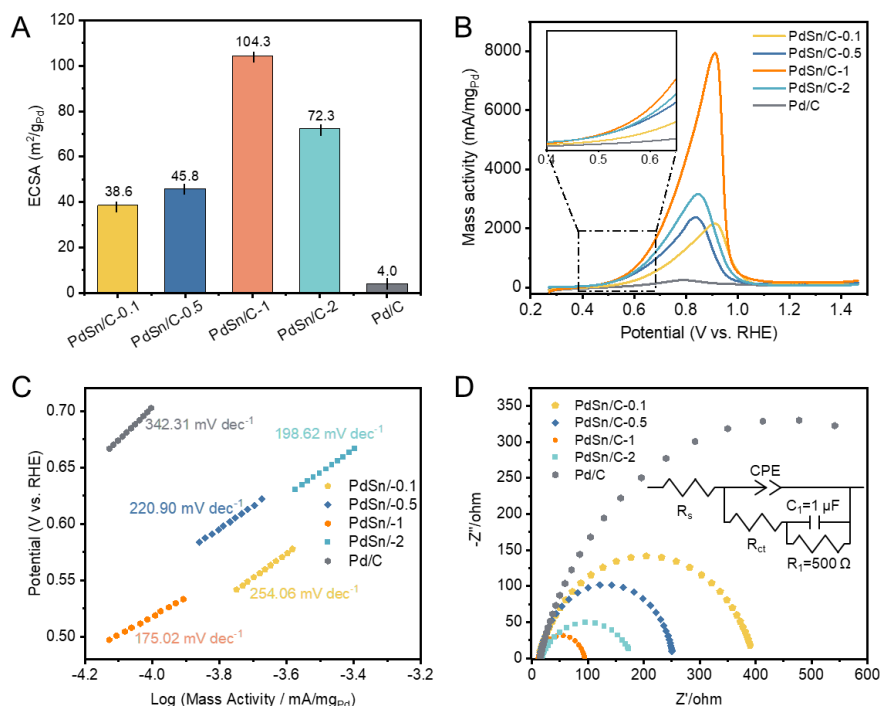 A
ECSA (m²/gPd)
120
100
80
60
40
20
0
38.6
45.8
104.3
72.3
4.0
PdSn/C-0.1
PdSn/C-0.5
PdSn/C-1
PdSn/C-2
Pd/C
B
Mass activity (mA/mgPd)
8000
6000
4000
2000
0
0.4 0.5 0.6
PdSn/C-0.1
PdSn/C-0.5
PdSn/C-1
PdSn/C-2
Pd/C
0.2 0.4 0.6 0.8 1.0 1.2 1.4
Potential (V vs. RHE)
C
Potential (V vs. RHE)
0.70
0.65
0.60
0.55
0.50
342.31 mV dec⁻¹
198.62 mV dec⁻¹
220.90 mV dec⁻¹
254.06 mV dec⁻¹
175.02 mV dec⁻¹
PdSn/-0.1
PdSn/-0.5
PdSn/-1
PdSn/-2
Pd/C
-4.2 -4.0 -3.8 -3.6 -3.4 -3.2
Log (Mass Activity / mA/mgPd)
D
-Z''/ohm
350
300
250
200
150
100
50
0
PdSn/C-0.1
PdSn/C-0.5
PdSn/C-1
PdSn/C-2
Pd/C
CPE
Rs
C₁=1 µF
Rct
R₁=500 Ω
0 100 200 300 400 500 600
Z'/ohm